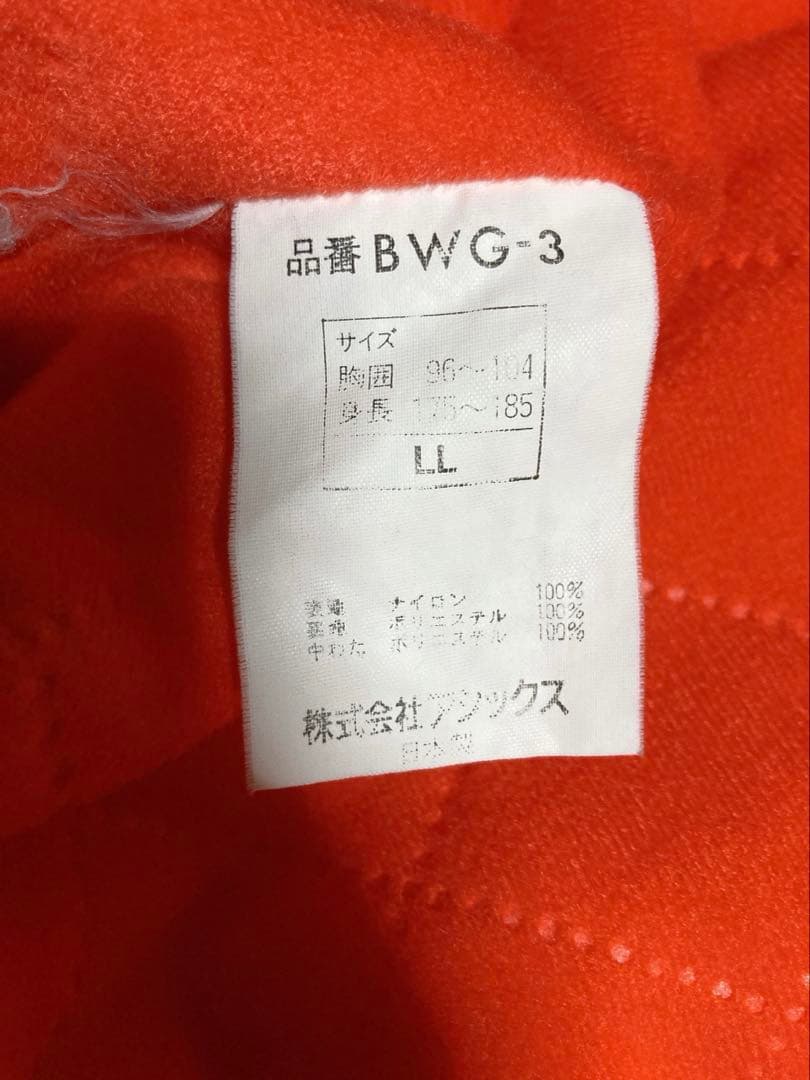 品番 BWG-3
サイズ
胸囲 96〜104
身長 175〜185
LL
表地 ナイロン 100%
裏地 ポリエステル 100%
中わた ポリエステル 100%
株式会社アシックス
日本製